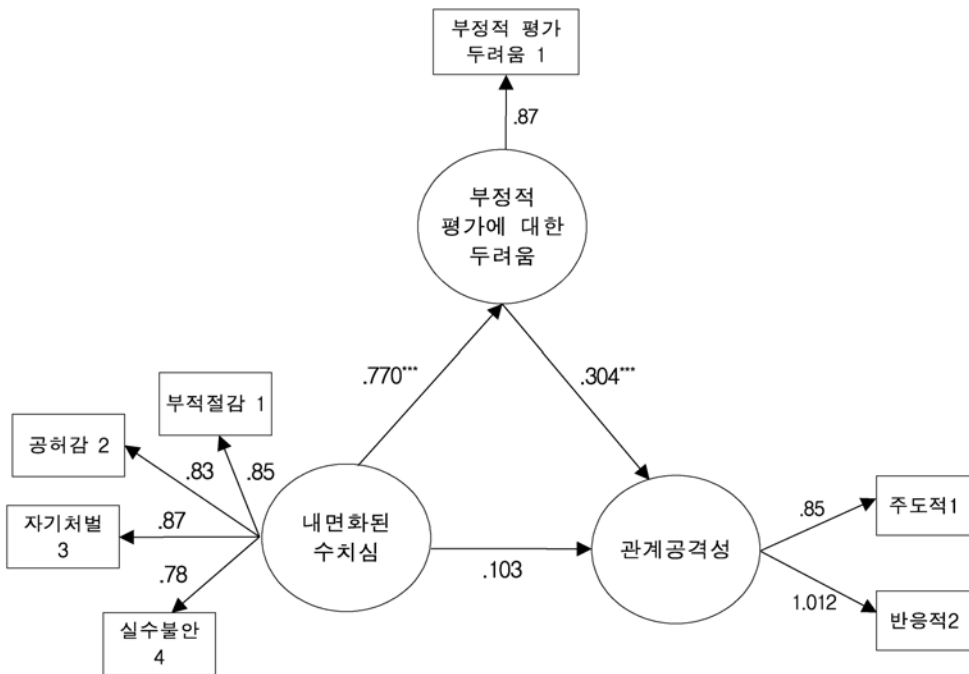 부정적 평가
두려움 1
.87
부정적
평가에 대한
두려움
.770***
.304***
부적절감 1
공허감 2
.83
.85
자기처벌
3
.87
.78
실수불안
4
내면화된
수치심
.103
관계공격성
.85
주도적1
1.012
반응적2